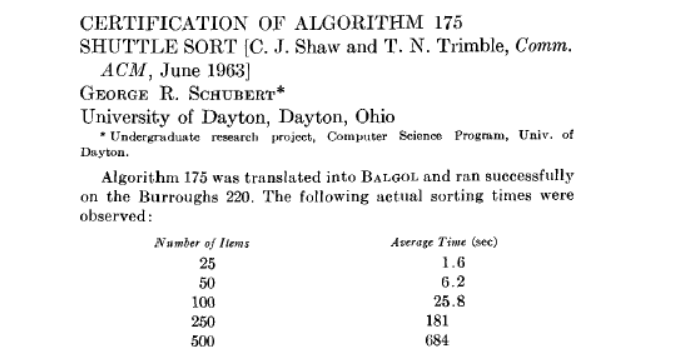 CERTIFICATION OF ALGORITHM 175
SHUTTLE SORT [C. J. Shaw and T. N. Trimble, Comm.
ACM, June 1963]
GEORGE R. SCHUBERT*
University of Dayton, Dayton, Ohio
* Undergraduate research project, Computer Science Program, Univ. of
Dayton.
Algorithm 175 was translated into BALGOL and ran successfully
on the Burroughs 220. The following actual sorting times were
observed:
Number of Items Average Time (sec)
25 1.6
50 6.2
100 25.8
250 181
500 684